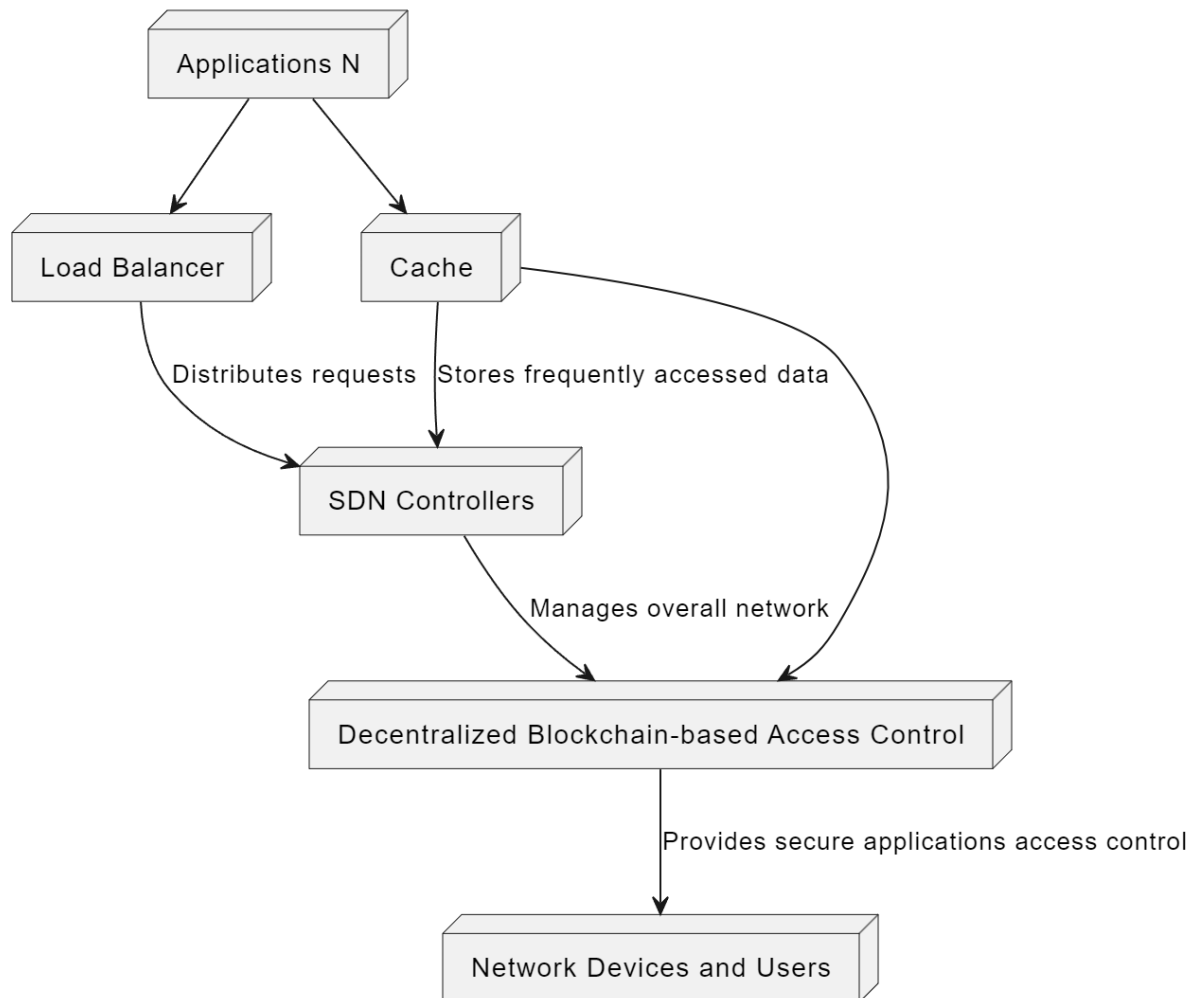 Applications N
Load Balancer
Cache
Distributes requests
Stores frequently accessed data
SDN Controllers
Manages overall network
Decentralized Blockchain-based Access Control
Provides secure applications access control
Network Devices and Users